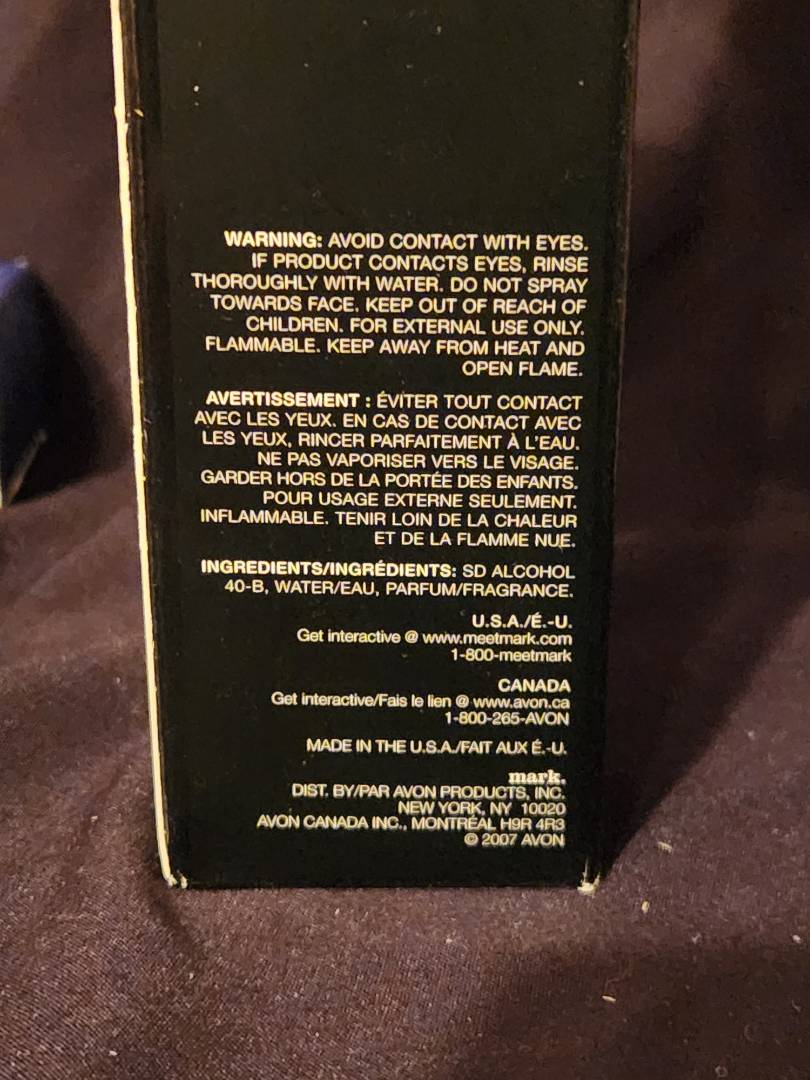 WARNING: AVOID CONTACT WITH EYES.
IF PRODUCT CONTACTS EYES, RINSE
THOROUGHLY WITH WATER. DO NOT SPRAY
TOWARDS FACE. KEEP OUT OF REACH OF
CHILDREN. FOR EXTERNAL USE ONLY.
FLAMMABLE. KEEP AWAY FROM HEAT AND
OPEN FLAME.
AVERTISSEMENT : ÉVITER TOUT CONTACT
AVEC LES YEUX. EN CAS DE CONTACT AVEC
LES YEUX, RINCER PARFAITEMENT À L'EAU.
NE PAS VAPORISER VERS LE VISAGE.
GARDER HORS DE LA PORTÉE DES ENFANTS.
POUR USAGE EXTERNE SEULEMENT.
INFLAMMABLE. TENIR LOIN DE LA CHALEUR
ET DE LA FLAMME NUE.
INGREDIENTS/INGRÉDIENTS: SD ALCOHOL
40-B, WATER/EAU, PARFUM/FRAGRANCE.
U.S.A./É.-U.
Get interactive @ www.meetmark.com
1-800-meetmark
CANADA
Get interactive/Fais le lien @ www.avon.ca
1-800-265-AVON
MADE IN THE U.S.A./FAIT AUX É.-U.
mark.
DIST. BY/PAR AVON PRODUCTS, INC.
NEW YORK, NY 10020
AVON CANADA INC., MONTRÉAL H9R 4R3
© 2007 AVON